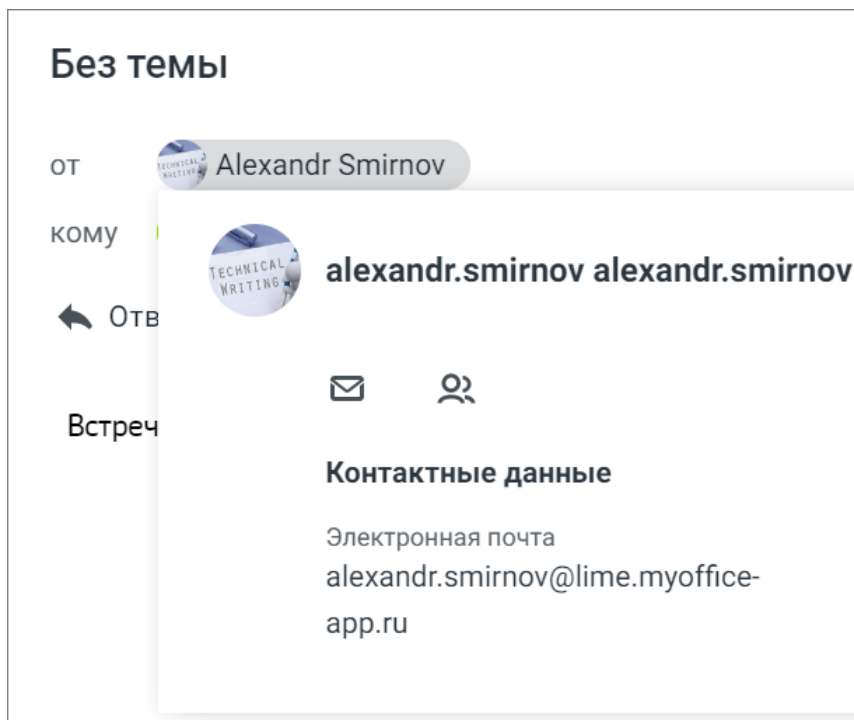 Без темы
от Alexandr Smirnov
кому
TECHNICAL
WRITING
alexandr.smirnov alexandr.smirnov
Отв
Встреч
Контактные данные
Электронная почта
alexandr.smirnov@lime.myoffice-
app.ru